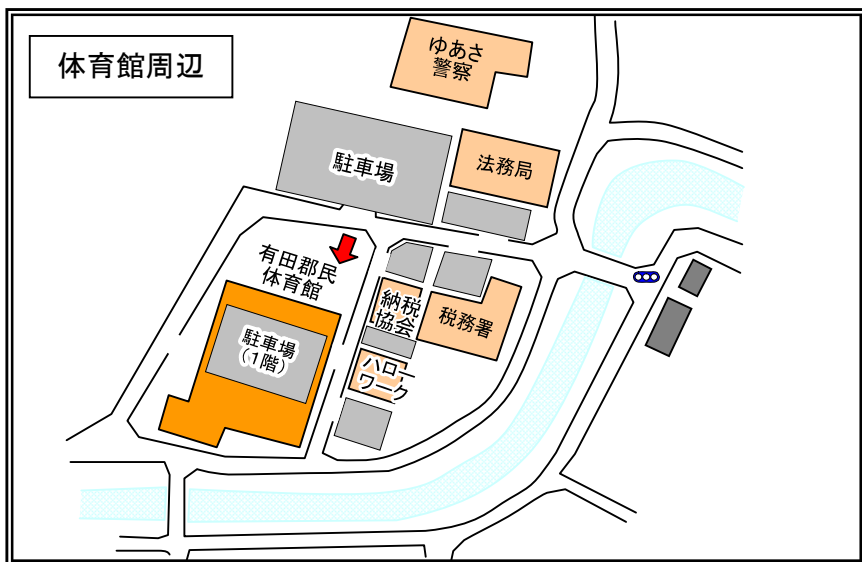 体育館周辺
ゆあさ
警察
駐車場
法務局
有田郡民
体育館
納税
協会
税務署
駐車場
(1階)
ハロー
ワーク